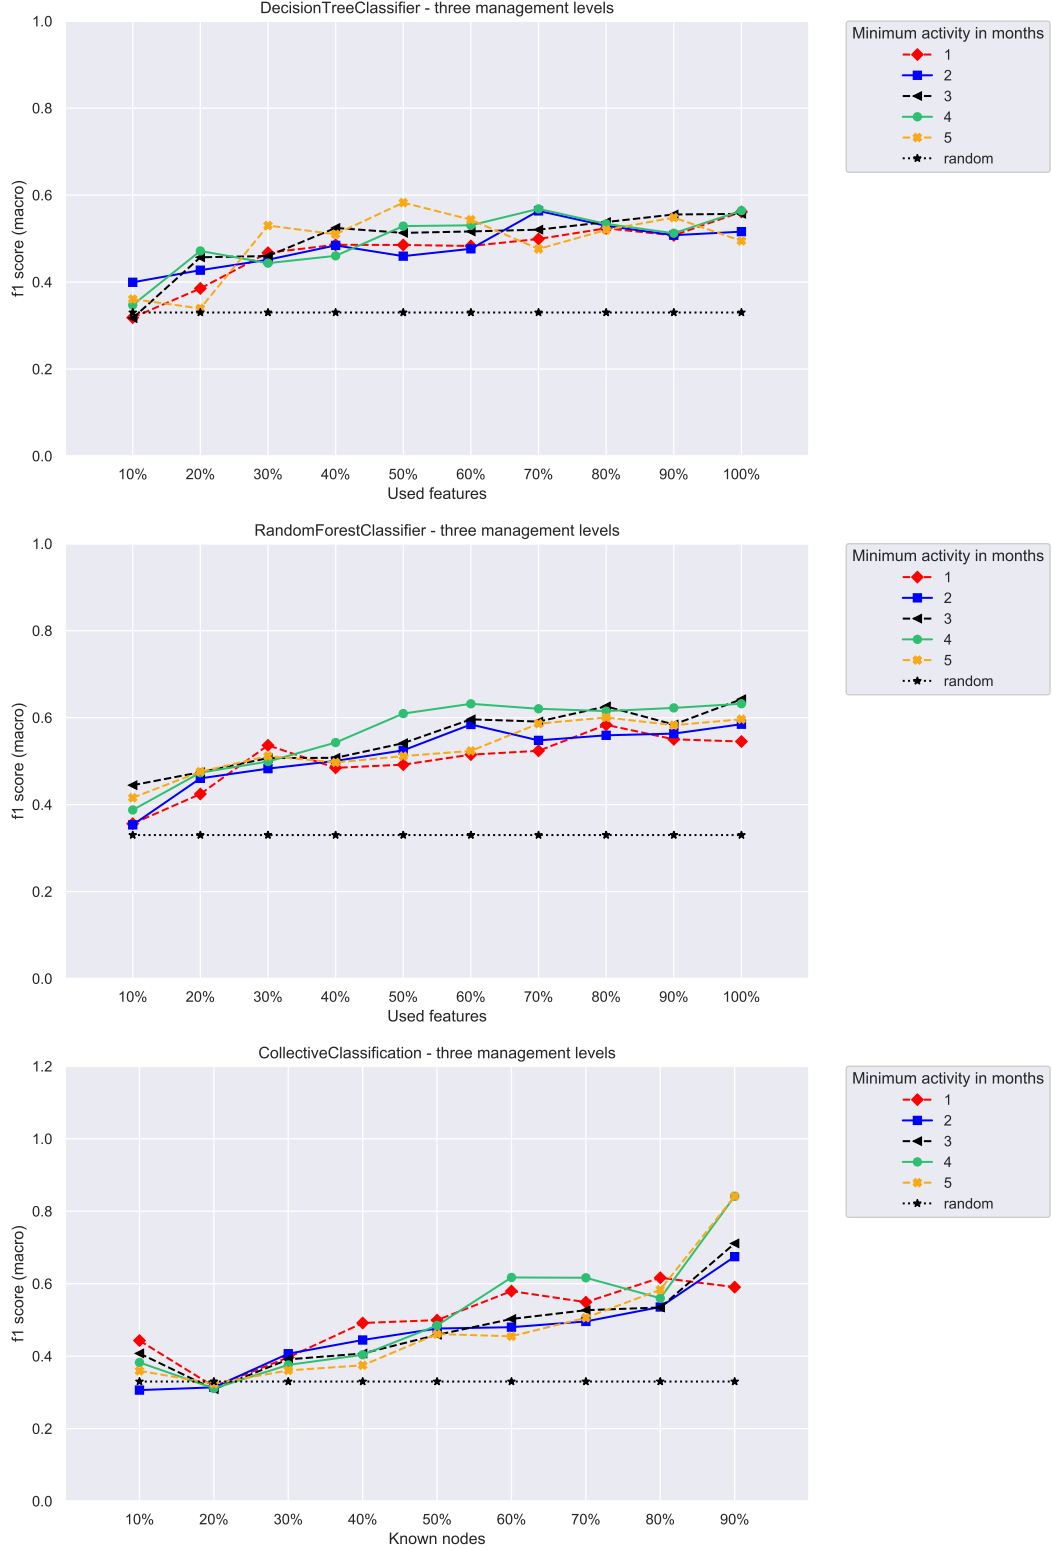 DecisionTreeClassifier - three management levels
1.0
0.8
0.6
0.4
0.2
0.0
f1 score (macro)
10% 20% 30% 40% 50% 60% 70% 80% 90% 100%
Used features
Minimum activity in months
1
2
3
4
5
random
RandomForestClassifier - three management levels
1.0
0.8
0.6
0.4
0.2
0.0
f1 score (macro)
10% 20% 30% 40% 50% 60% 70% 80% 90% 100%
Used features
Minimum activity in months
1
2
3
4
5
random
CollectiveClassification - three management levels
1.2
1.0
0.8
0.6
0.4
0.2
0.0
f1 score (macro)
10% 20% 30% 40% 50% 60% 70% 80% 90%
Known nodes
Minimum activity in months
1
2
3
4
5
random